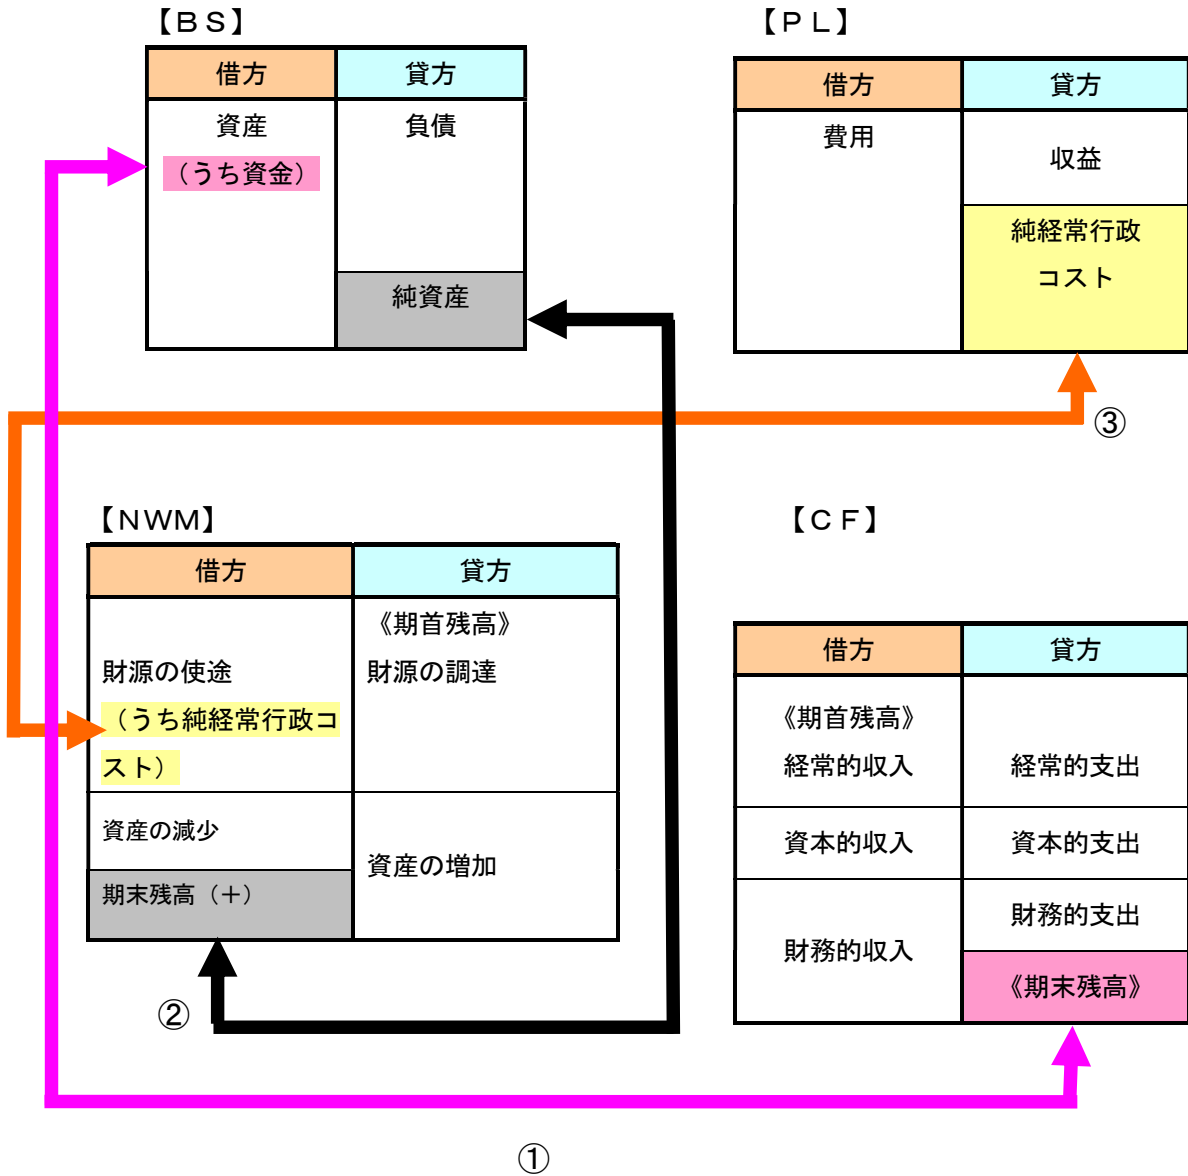 【ＢＳ】
借方
貸方
資産
（うち資金）
負債
純資産
【ＰＬ】
借方
貸方
費用
収益
純経常行政
コスト
③
【ＮＷＭ】
借方
貸方
財源の使途
（うち純経常行政コ
スト）
《期首残高》
財源の調達
資産の減少
資産の増加
期末残高（＋）
②
【ＣＦ】
借方
貸方
《期首残高》
経常的収入
経常的支出
資本的収入
資本的支出
財務的収入
財務的支出
《期末残高》
①